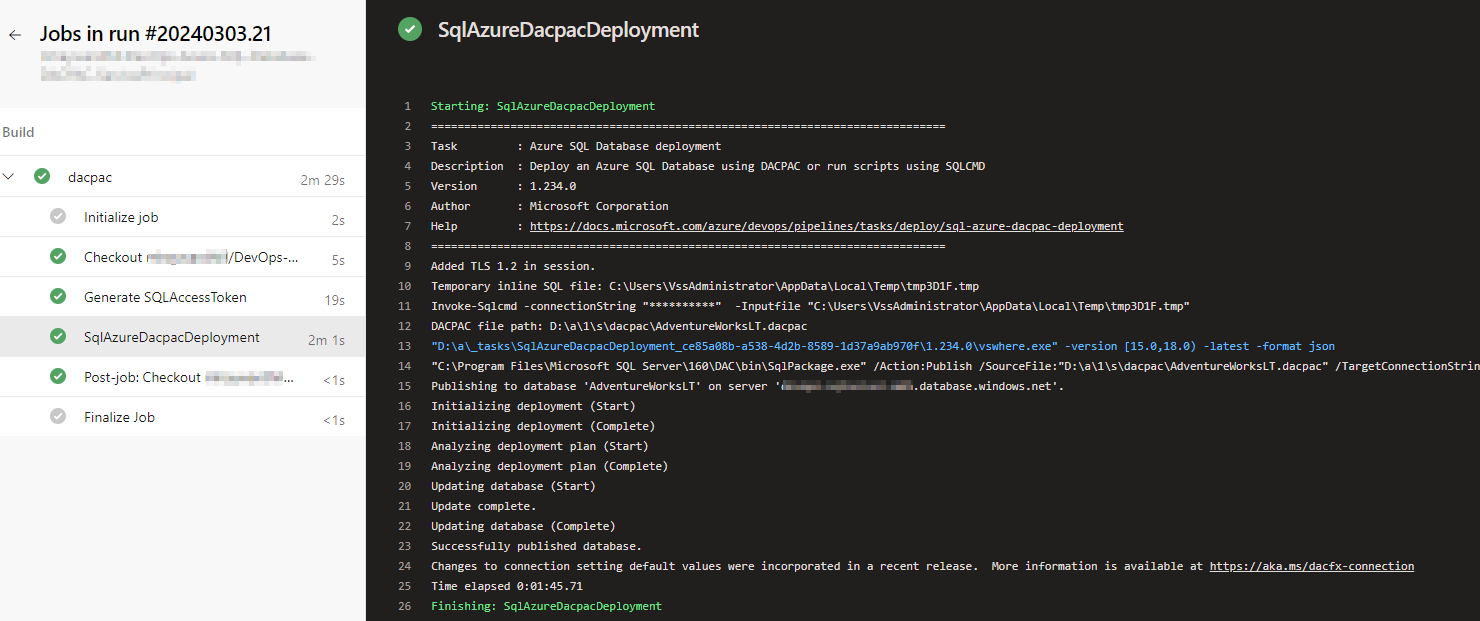 Jobs in run #20240303.21
Build
dacpac 2m 29s
Initialize job 2s
Checkout /DevOps-... 5s
Generate SQLAccessToken 19s
SqlAzureDacpacDeployment 2m 1s
Post-job: Checkout ... <1s
Finalize Job <1s
SqlAzureDacpacDeployment
1 Starting: SqlAzureDacpacDeployment
2 ==============================================================================
3 Task         : Azure SQL Database deployment
4 Description  : Deploy an Azure SQL Database using DACPAC or run scripts using SQLCMD
5 Version      : 1.234.0
6 Author       : Microsoft Corporation
7 Help         : https://docs.microsoft.com/azure/devops/pipelines/tasks/deploy/sql-azure-dacpac-deployment
8 ==============================================================================
9 Added TLS 1.2 in session.
10 Temporary inline SQL file: C:\Users\VssAdministrator\AppData\Local\Temp\tmp3D1F.tmp
11 Invoke-Sqlcmd -connectionString "**********"  -Inputfile "C:\Users\VssAdministrator\AppData\Local\Temp\tmp3D1F.tmp"
12 DACPAC file path: D:\a\1\s\dacpac\AdventureWorksLT.dacpac
13 "D:\a\_tasks\SqlAzureDacpacDeployment_ce85a08b-a538-4d2b-8589-1d37a9ab970f\1.234.0\vswhere.exe" -version [15.0,18.0) -latest -format json
14 "C:\Program Files\Microsoft SQL Server\160\DAC\bin\SqlPackage.exe" /Action:Publish /SourceFile:"D:\a\1\s\dacpac\AdventureWorksLT.dacpac" /TargetConnectionStrin
15 Publishing to database 'AdventureWorksLT' on server '.database.windows.net'.
16 Initializing deployment (Start)
17 Initializing deployment (Complete)
18 Analyzing deployment plan (Start)
19 Analyzing deployment plan (Complete)
20 Updating database (Start)
21 Update complete.
22 Updating database (Complete)
23 Successfully published database.
24 Changes to connection setting default values were incorporated in a recent release.  More information is available at https://aka.ms/dacfx-connection
25 Time elapsed 0:01:45.71
26 Finishing: SqlAzureDacpacDeployment